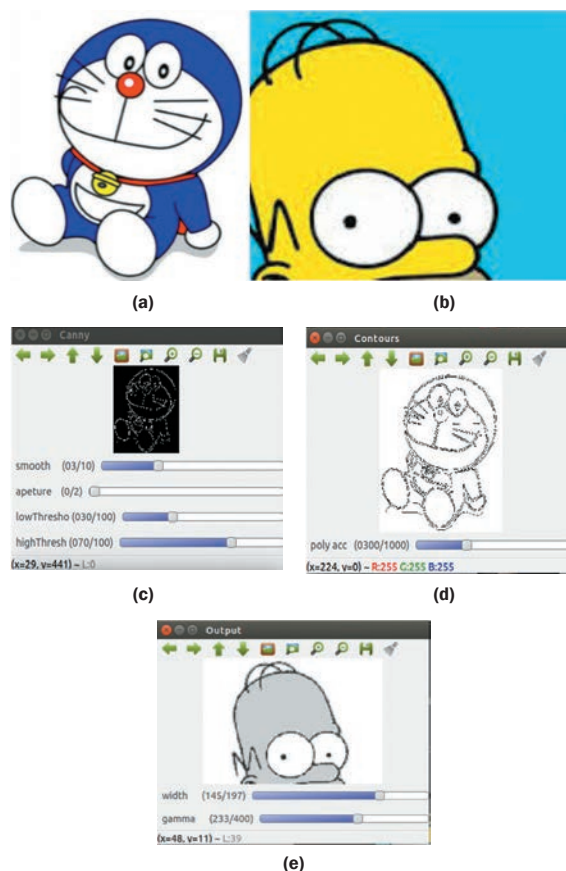 (a)
(b)
Canny
smooth (03/10)
apeture (0/2)
lowThresho (030/100)
highThresh (070/100)
(x=29, y=441) ~ L:0
(c)
Contours
poly acc (0300/1000)
(x=224, y=0) ~ R:255 G:255 B:255
(d)
Output
width (145/197)
gamma (233/400)
(x=48, y=11) ~ L:39
(e)